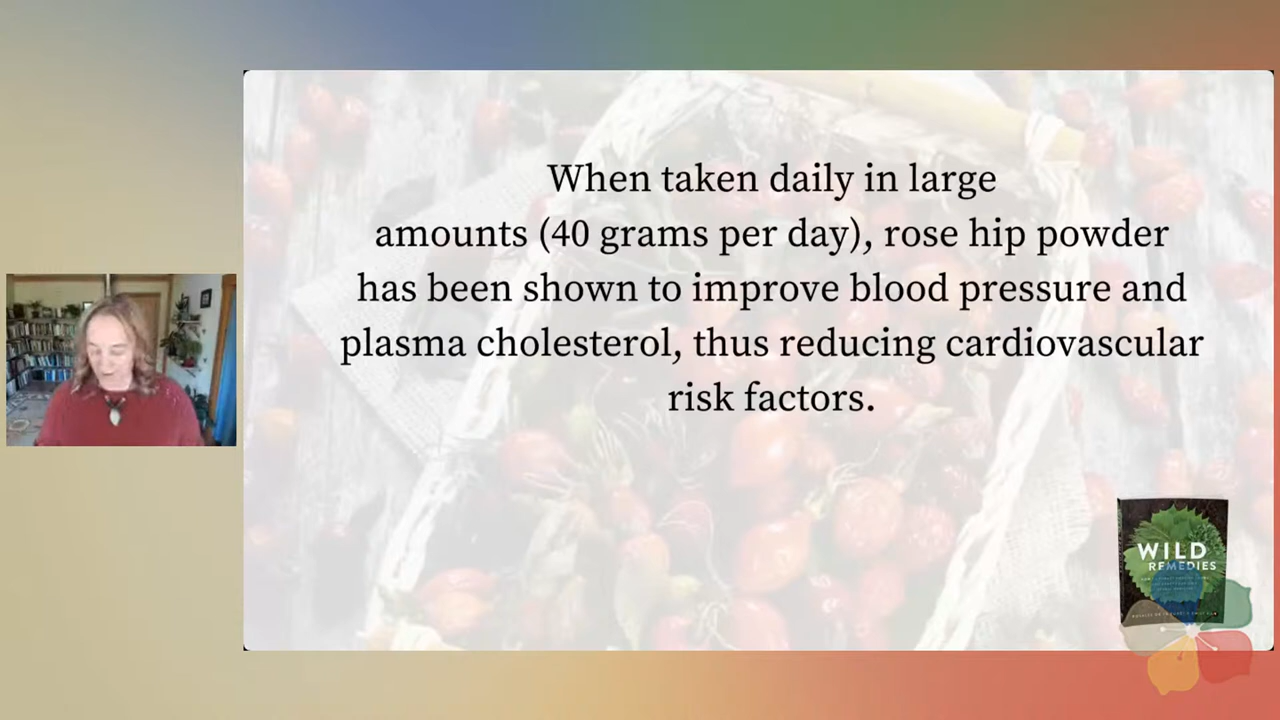 When taken daily in large
amounts (40 grams per day), rose hip powder
has been shown to improve blood pressure and
plasma cholesterol, thus reducing cardiovascular
risk factors.
WILD
REMEDIES